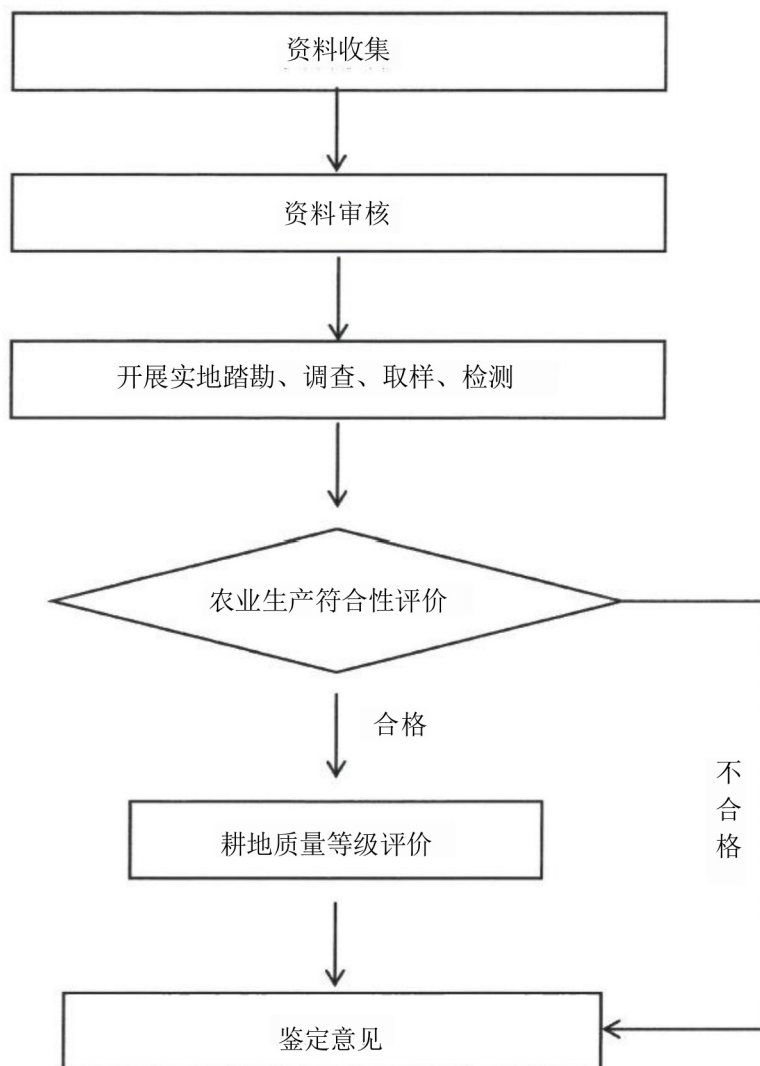 资料收集
资料审核
开展实地踏勘、调查、取样、检测
农业生产符合性评价
合格
不合格
耕地质量等级评价
鉴定意见